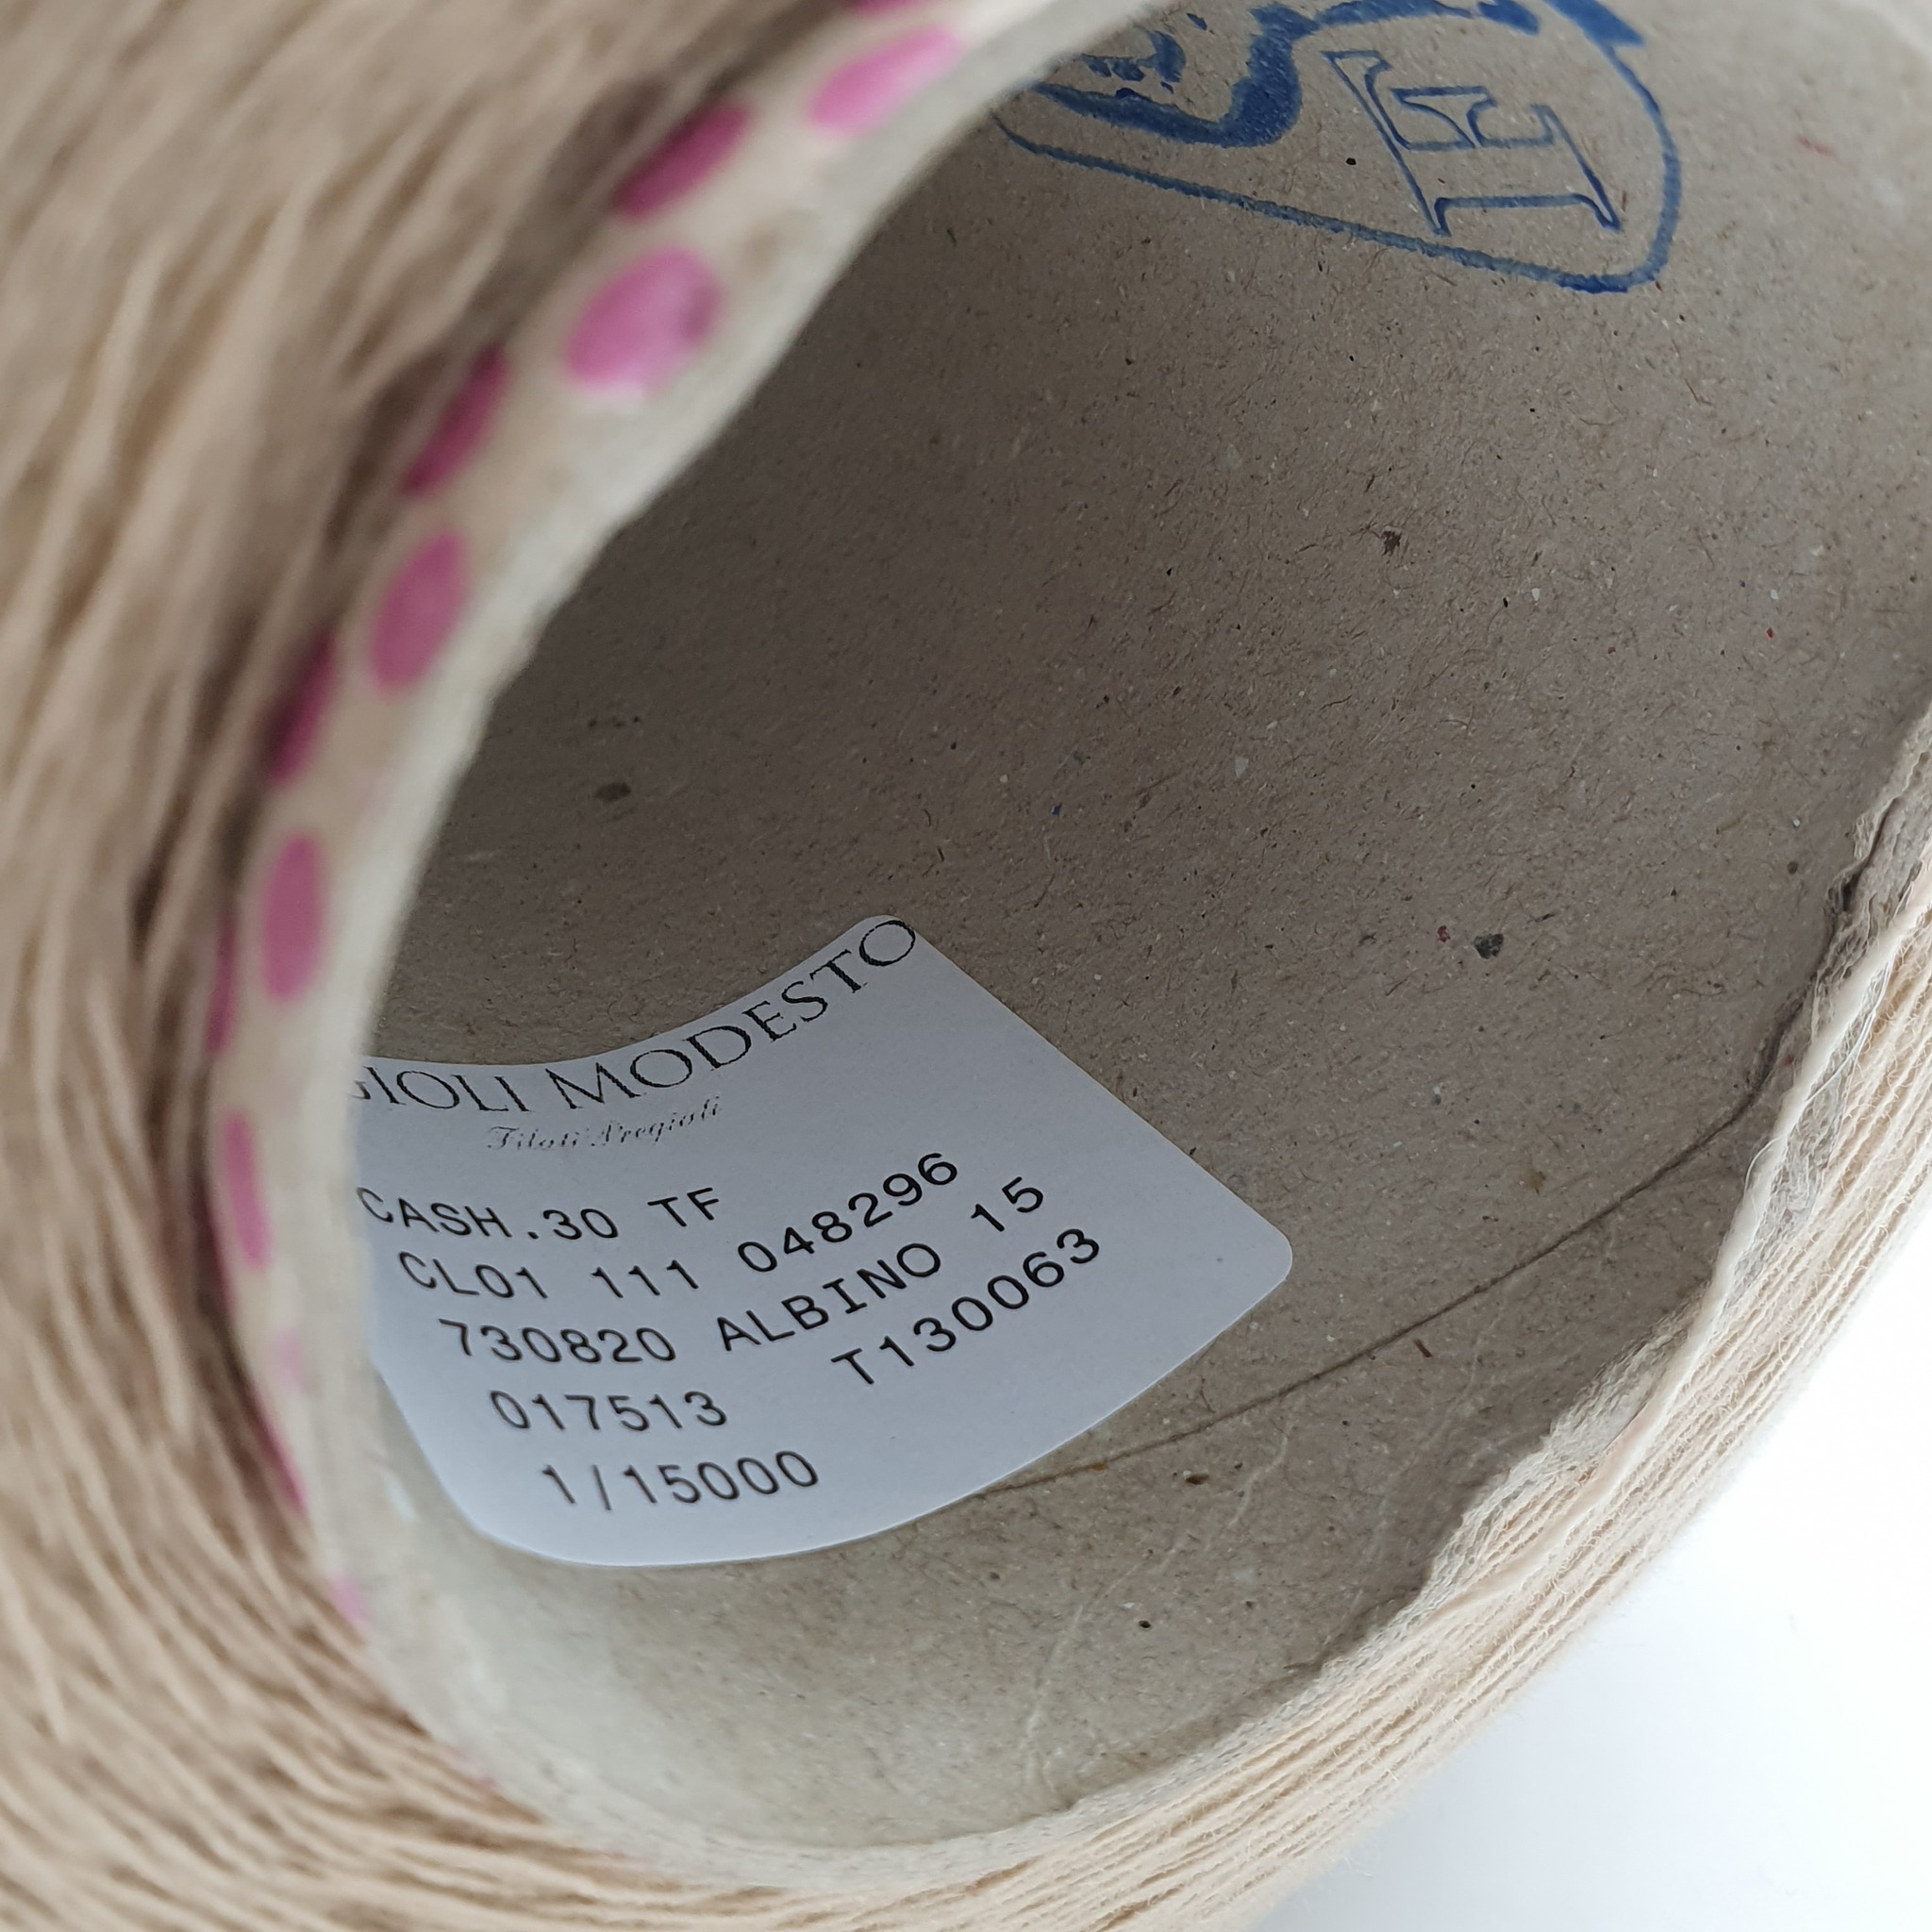 GIOLI MODESTO
Filati Pregiati
CASH.30 TF
CL01 111 048296
730820 ALBINO 15
017513 T130063
1/15000